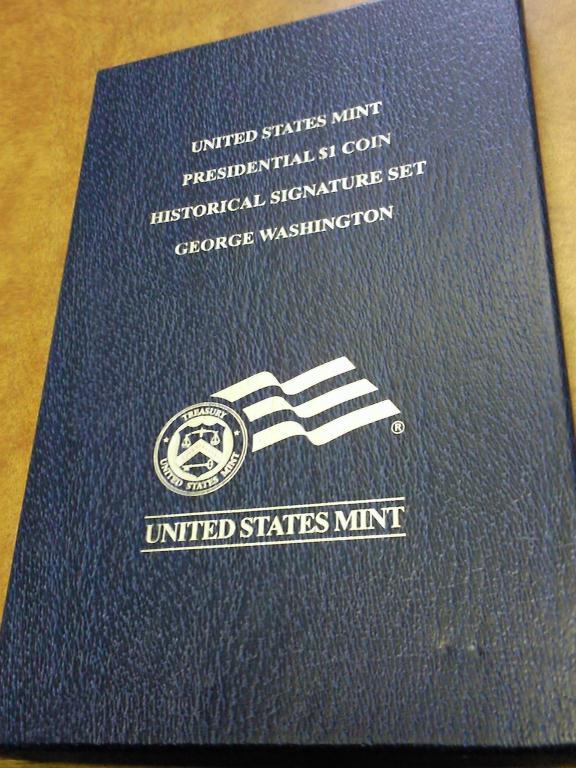 UNITED STATES MINT
PRESIDENTIAL $1 COIN
HISTORICAL SIGNATURE SET
GEORGE WASHINGTON
TREASURY
UNITED STATES MINT
®
UNITED STATES MINT